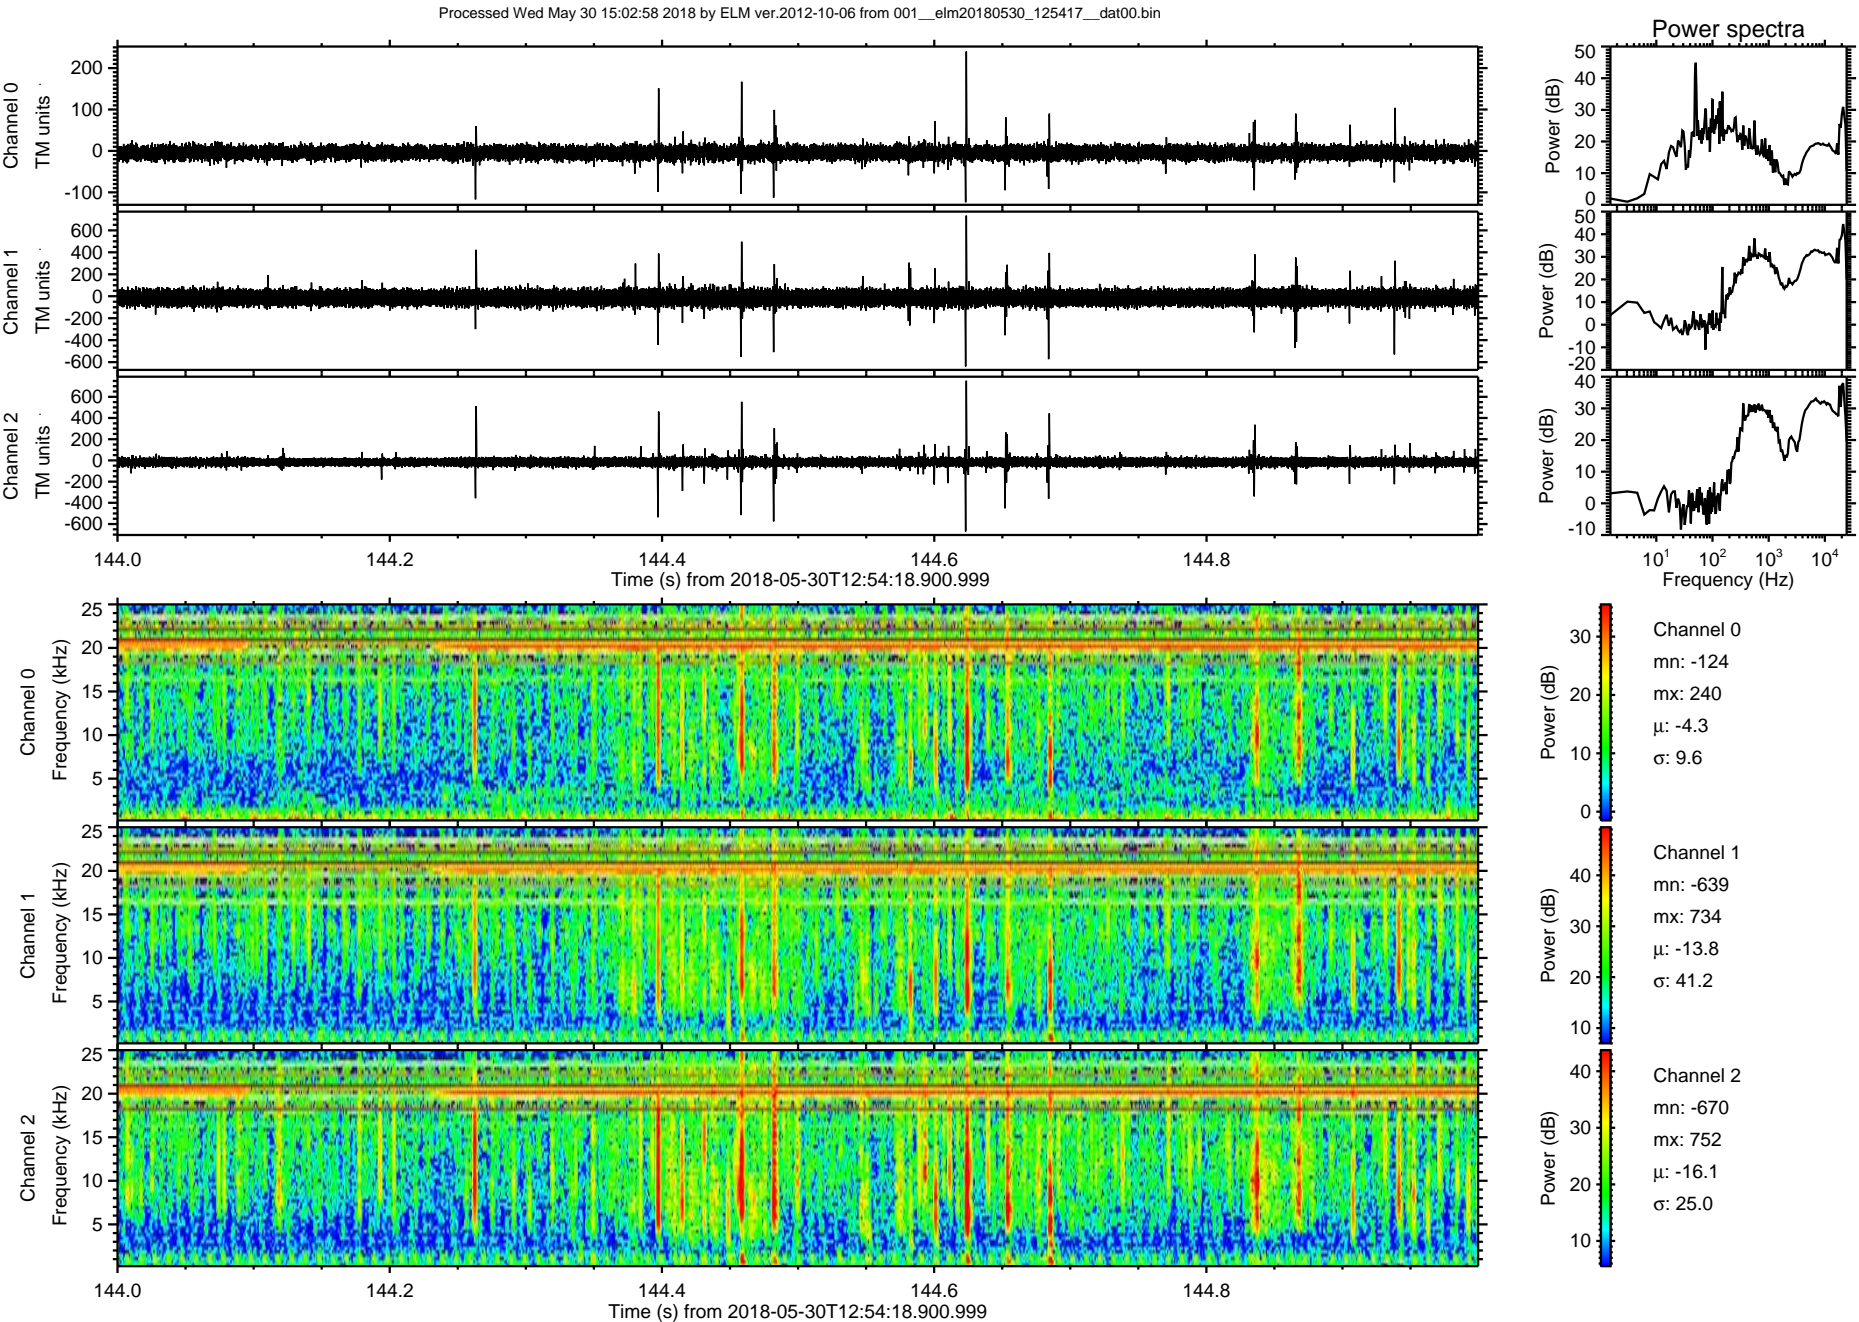 Processed Wed May 30 15:02:58 2018 by ELM ver.2012-10-06 from 001__elm20180530_125417__dat00.bin
Power spectra
Channel 0
TM units
200
100
0
-100
Power (dB)
50
40
30
20
10
0
Channel 1
TM units
600
400
200
0
-200
-400
-600
Power (dB)
50
40
30
20
10
0
-10
-20
Channel 2
TM units
600
400
200
0
-200
-400
-600
Power (dB)
40
30
20
10
0
-10
144.0 144.2 144.4 144.6 144.8
Time (s) from 2018-05-30T12:54:18.900.999
10^1 10^2 10^3 10^4
Frequency (Hz)
Channel 0
Frequency (kHz)
25
20
15
10
5
Power (dB)
30
20
10
0
Channel 0
mn: -124
mx: 240
μ: -4.3
σ: 9.6
Channel 1
Frequency (kHz)
25
20
15
10
5
Power (dB)
40
30
20
10
Channel 1
mn: -639
mx: 734
μ: -13.8
σ: 41.2
Channel 2
Frequency (kHz)
25
20
15
10
5
Power (dB)
40
30
20
10
Channel 2
mn: -670
mx: 752
μ: -16.1
σ: 25.0
144.0 144.2 144.4 144.6 144.8
Time (s) from 2018-05-30T12:54:18.900.999